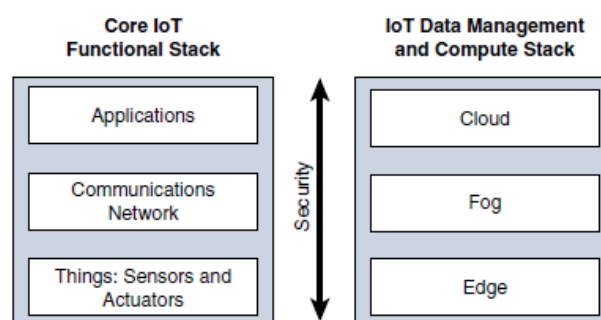 Core IoT
Functional Stack
IoT Data Management
and Compute Stack
Applications
Communications
Network
Things: Sensors and
Actuators
Security
Cloud
Fog
Edge